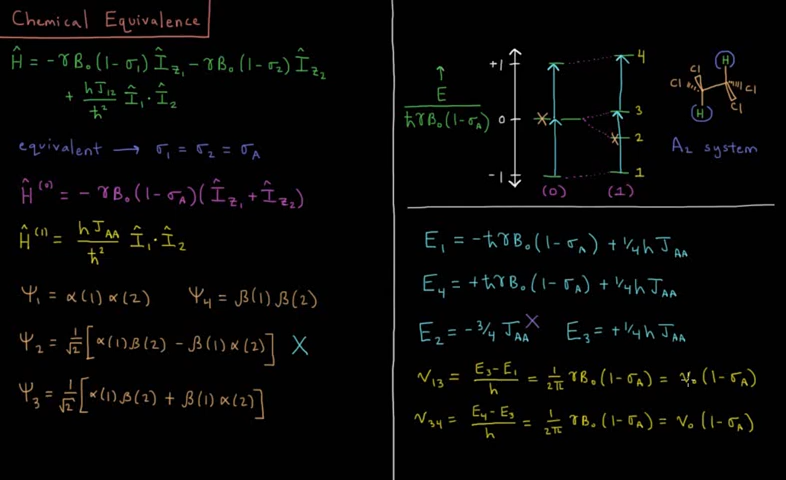 Chemical Equivalence
Ĥ = -γB₀(1-σ₁)Î_z₁ - γB₀(1-σ₂)Î_z₂
+ hJ₁₂/ħ² Î₁·Î₂
equivalent → σ₁ = σ₂ = σ_A
Ĥ⁽⁰⁾ = -γB₀(1-σ_A)(Î_z₁ + Î_z₂)
Ĥ⁽¹⁾ = hJ_AA/ħ² Î₁·Î₂
Ψ₁ = α(1)α(2) Ψ₄ = β(1)β(2)
Ψ₂ = 1/√2 [α(1)β(2) - β(1)α(2)] X
Ψ₃ = 1/√2 [α(1)β(2) + β(1)α(2)]
↑
E
ħγB₀(1-σ_A)
+1
0
-1
4
3
2
1
(0) (1)
H
Cl
Cl
Cl
Cl
H
A₂ system
E₁ = -ħγB₀(1-σ_A) + 1/4 hJ_AA
E₄ = +ħγB₀(1-σ_A) + 1/4 hJ_AA
E₂ = -3/4 J_AA X E₃ = +1/4 hJ_AA
ν₁₃ = E₃-E₁/h = 1/2π γB₀(1-σ_A) = ν₀(1-σ_A)
ν₃₄ = E₄-E₃/h = 1/2π γB₀(1-σ_A) = ν₀(1-σ_A)